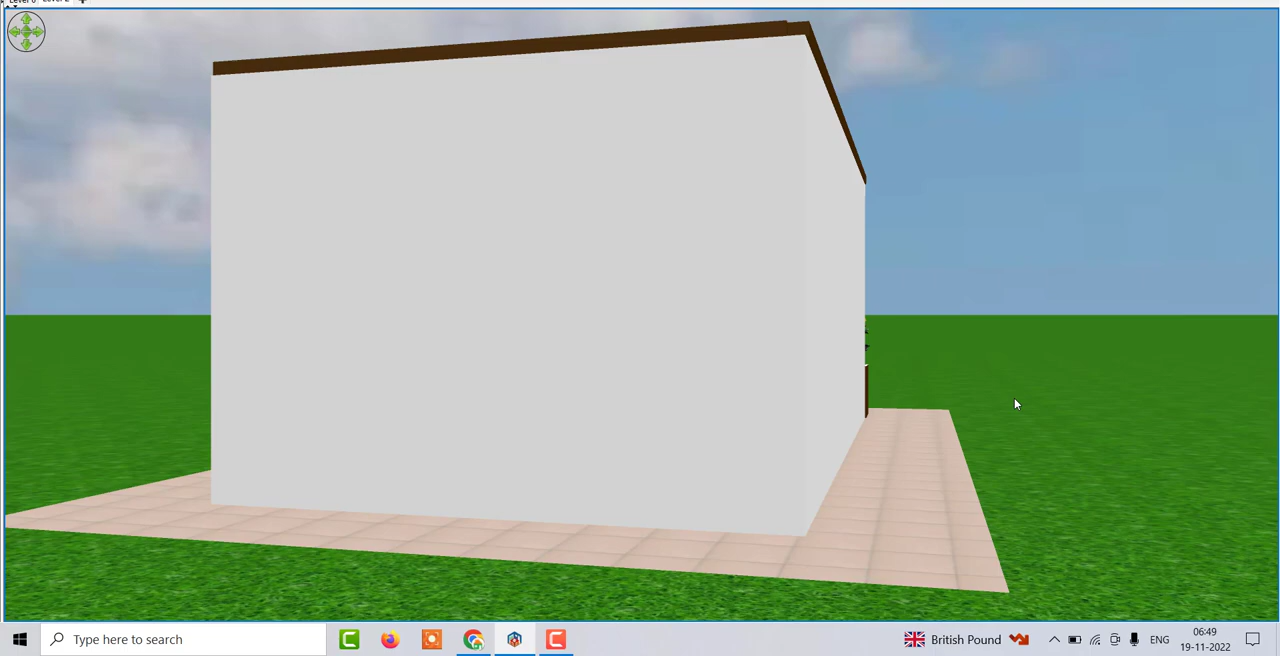 Type here to search
British Pound
ENG
06:49
19-11-2022